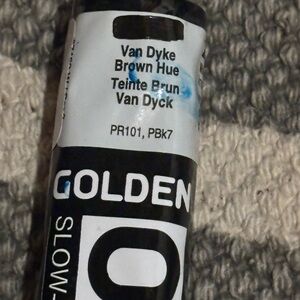 Van Dyke
Brown Hue
Teinte Brun
Van Dyck
PR101, PBk7
GOLDEN
SLOW-
O